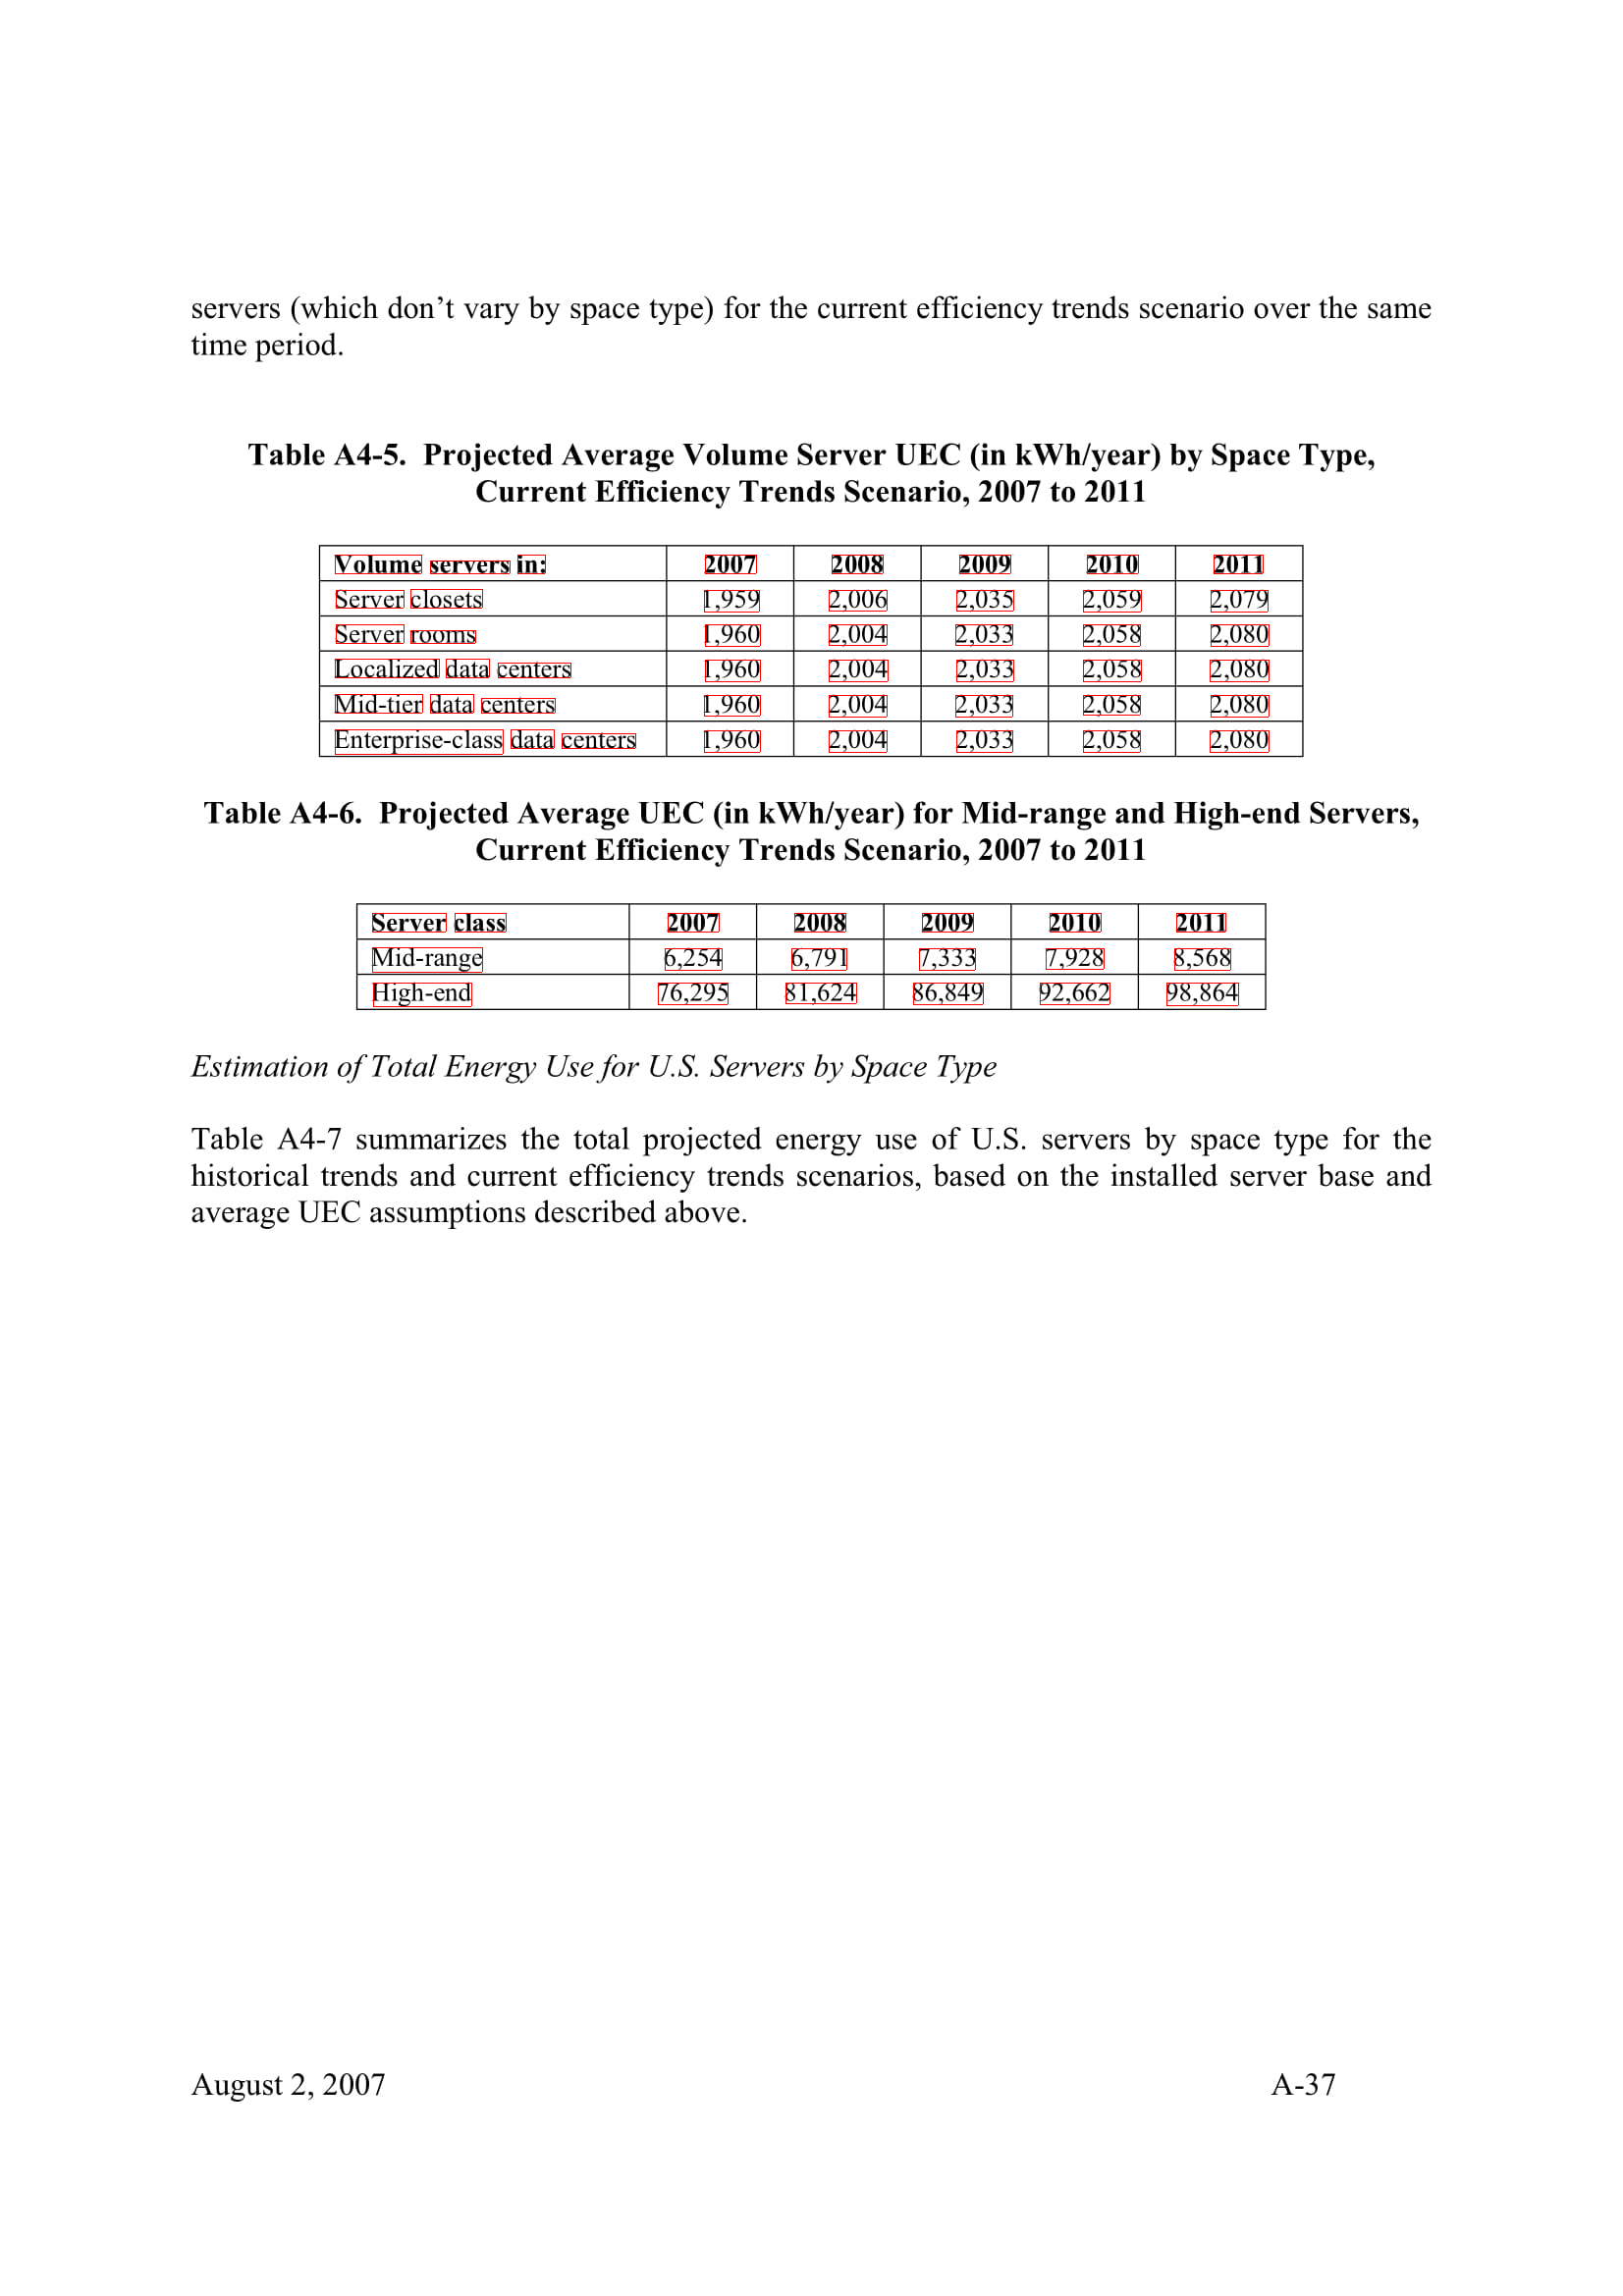 servers (which don’t vary by space type) for the current efficiency trends scenario over the same
time period.
Table A4-5.  Projected Average Volume Server UEC (in kWh/year) by Space Type,
Current Efficiency Trends Scenario, 2007 to 2011
Volume servers in: 2007 2008 2009 2010 2011
Server closets 1,959 2,006 2,035 2,059 2,079
Server rooms 1,960 2,004 2,033 2,058 2,080
Localized data centers 1,960 2,004 2,033 2,058 2,080
Mid-tier data centers 1,960 2,004 2,033 2,058 2,080
Enterprise-class data centers 1,960 2,004 2,033 2,058 2,080
Table A4-6.  Projected Average UEC (in kWh/year) for Mid-range and High-end Servers,
Current Efficiency Trends Scenario, 2007 to 2011
Server class 2007 2008 2009 2010 2011
Mid-range 6,254 6,791 7,333 7,928 8,568
High-end 76,295 81,624 86,849 92,662 98,864
Estimation of Total Energy Use for U.S. Servers by Space Type
Table A4-7 summarizes the total projected energy use of U.S. servers by space type for the
historical trends and current efficiency trends scenarios, based on the installed server base and
average UEC assumptions described above.
August 2, 2007 A-37